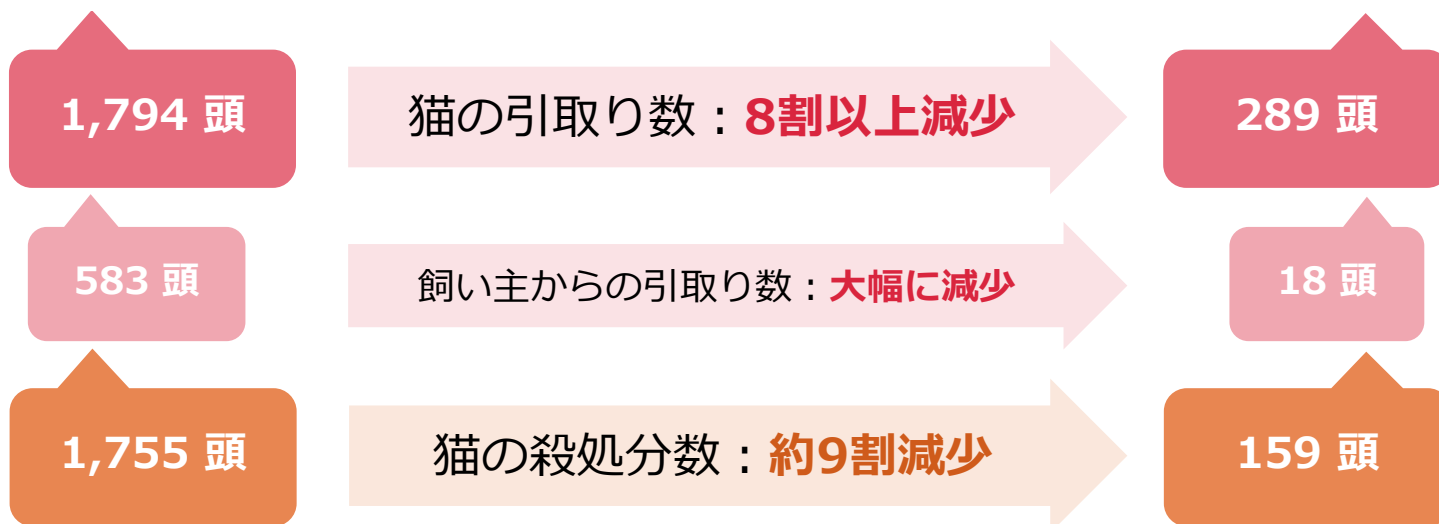 1,794 頭
猫の引取り数：8割以上減少
289 頭
583 頭
飼い主からの引取り数：大幅に減少
18 頭
1,755 頭
猫の殺処分数：約9割減少
159 頭